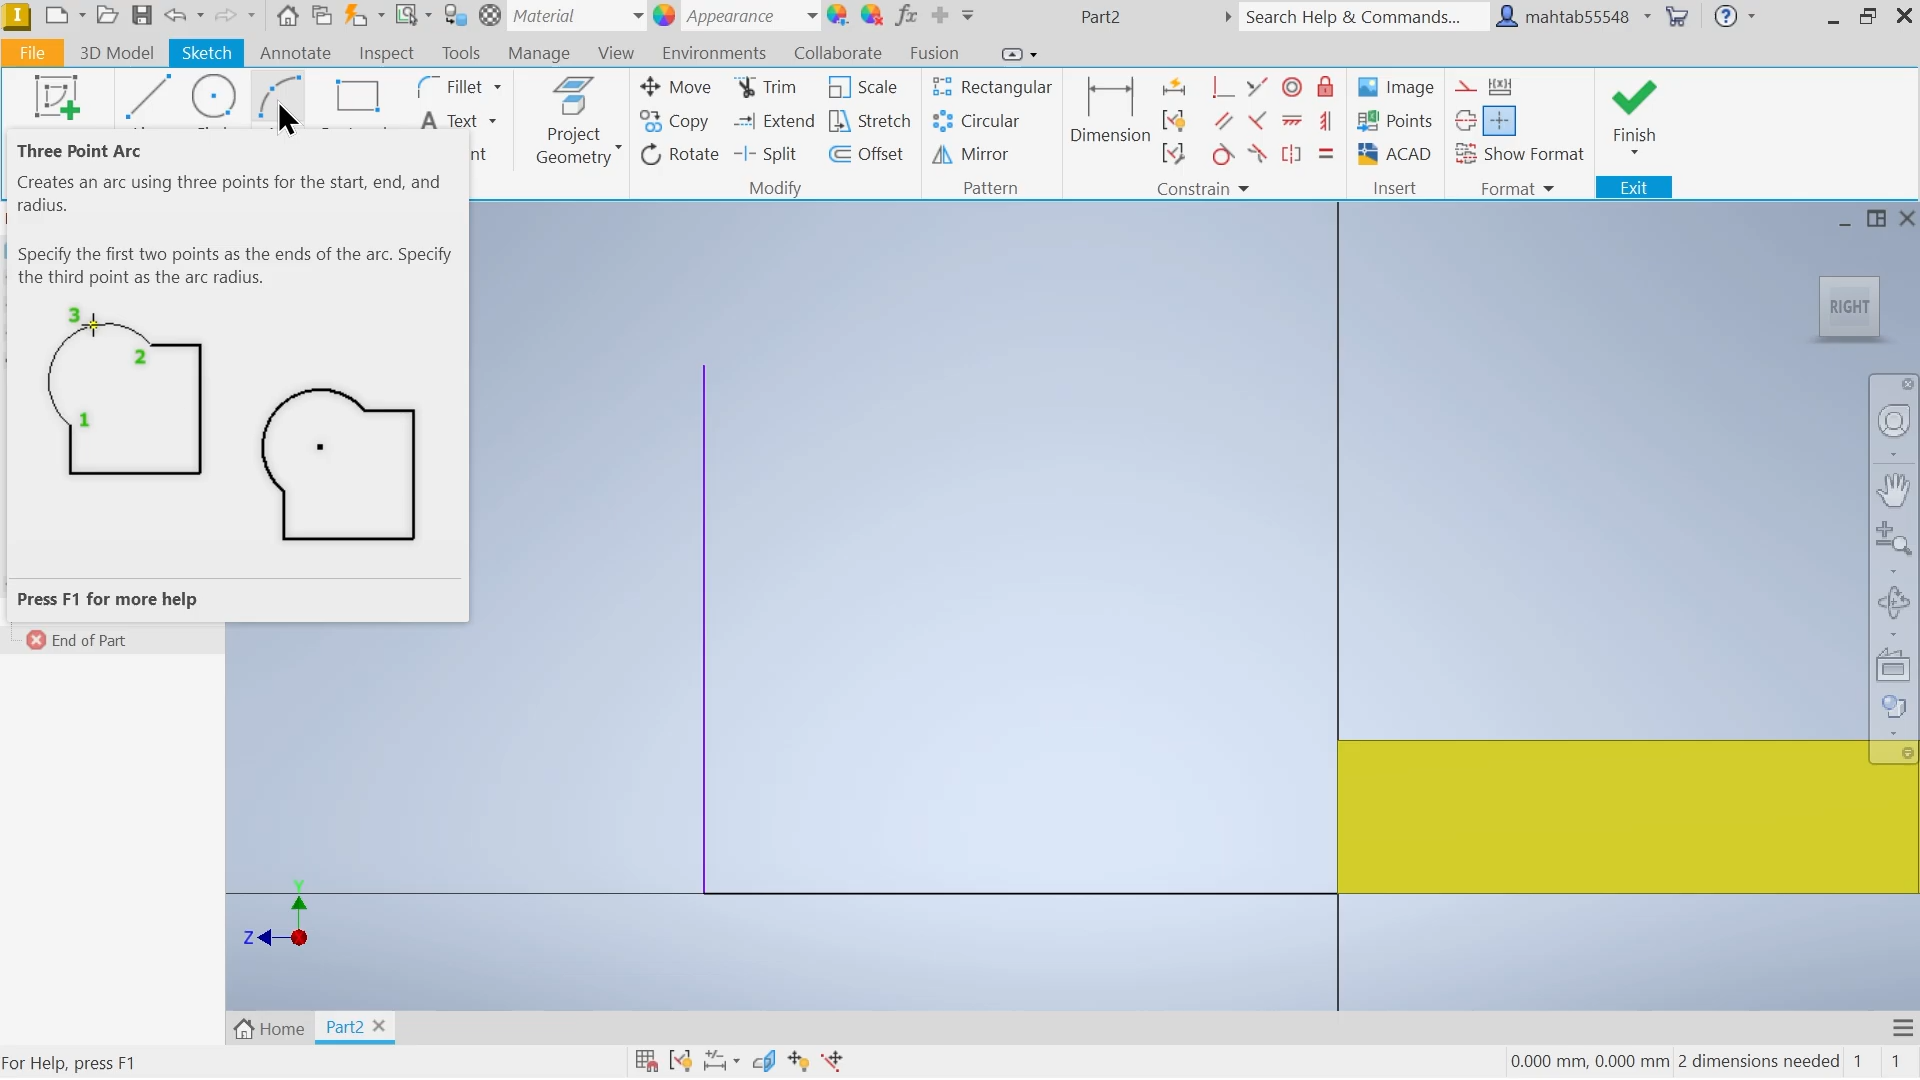 Material
Appearance
Part2
Search Help & Commands...
mahtab55548
File
3D Model
Sketch
Annotate
Inspect
Tools
Manage
View
Environments
Collaborate
Fusion
Fillet
Text
Project
Geometry
Move
Copy
Rotate
Trim
Extend
Split
Scale
Stretch
Offset
Modify
Rectangular
Circular
Mirror
Pattern
Dimension
Constrain
Image
Points
ACAD
Insert
Show Format
Format
Finish
Exit
Three Point Arc
Creates an arc using three points for the start, end, and
radius.
Specify the first two points as the ends of the arc. Specify
the third point as the arc radius.
3
2
1
Press F1 for more help
End of Part
RIGHT
Y
Z
Home
Part2
For Help, press F1
0.000 mm, 0.000 mm
2 dimensions needed
1
1